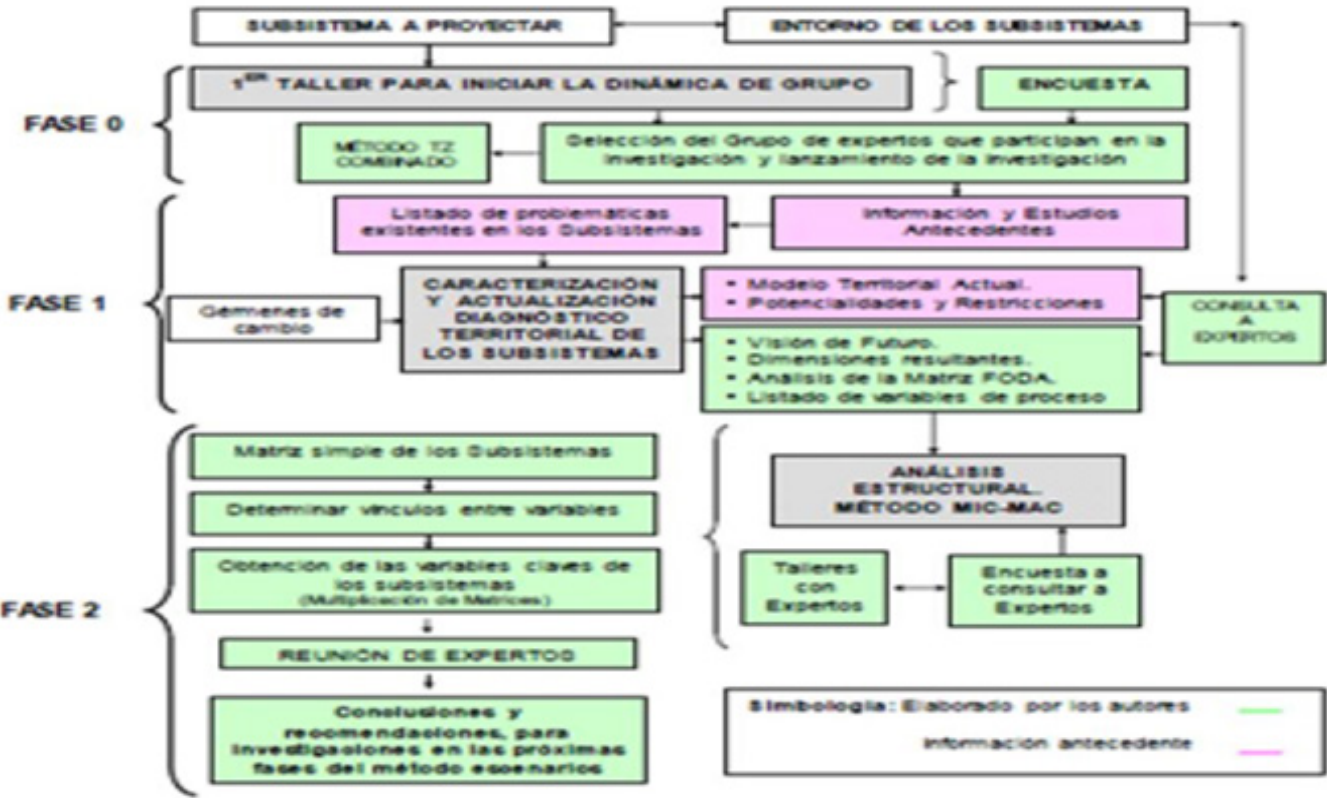 SUBSISTEMA A PROYECTAR
ENTORNO DE LOS SUBSISTEMAS
FASE 0
1ER TALLER PARA INICIAR LA DINÁMICA DE GRUPO
ENCUESTA
MÉTODO TZ
COMBINADO
Selección del Grupo de expertos que participan en la
investigación y lanzamiento de la investigación
FASE 1
Listado de problemáticas
existentes en los Subsistemas
Información y Estudios
Antecedentes
Gérmenes de
cambio
CARACTERIZACIÓN
Y ACTUALIZACIÓN
DIAGNÓSTICO
TERRITORIAL DE
LOS SUBSISTEMAS
• Modelo Territorial Actual.
• Potencialidades y Restricciones
CONSULTA
A
EXPERTOS
• Visión de Futuro.
• Dimensiones resultantes.
• Análisis de la Matriz FODA.
• Listado de variables de proceso
FASE 2
Matriz simple de los Subsistemas
Determinar vínculos entre variables
Obtención de las variables claves de
los subsistemas
(Multiplicación de Matrices)
REUNIÓN DE EXPERTOS
Conclusiones y
recomendaciones, para
investigaciones en las próximas
fases del método escenarios
ANÁLISIS
ESTRUCTURAL.
MÉTODO MIC-MAC
Talleres
con
Expertos
Encuesta a
consultar a
Expertos
Simbología: Elaborado por los autores
Información antecedente